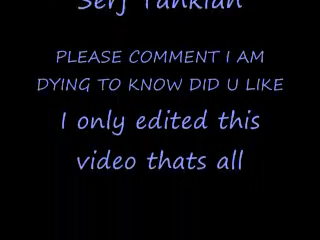 Serj Tankian
PLEASE COMMENT I AM
DYING TO KNOW DID U LIKE
I only edited this
video thats all